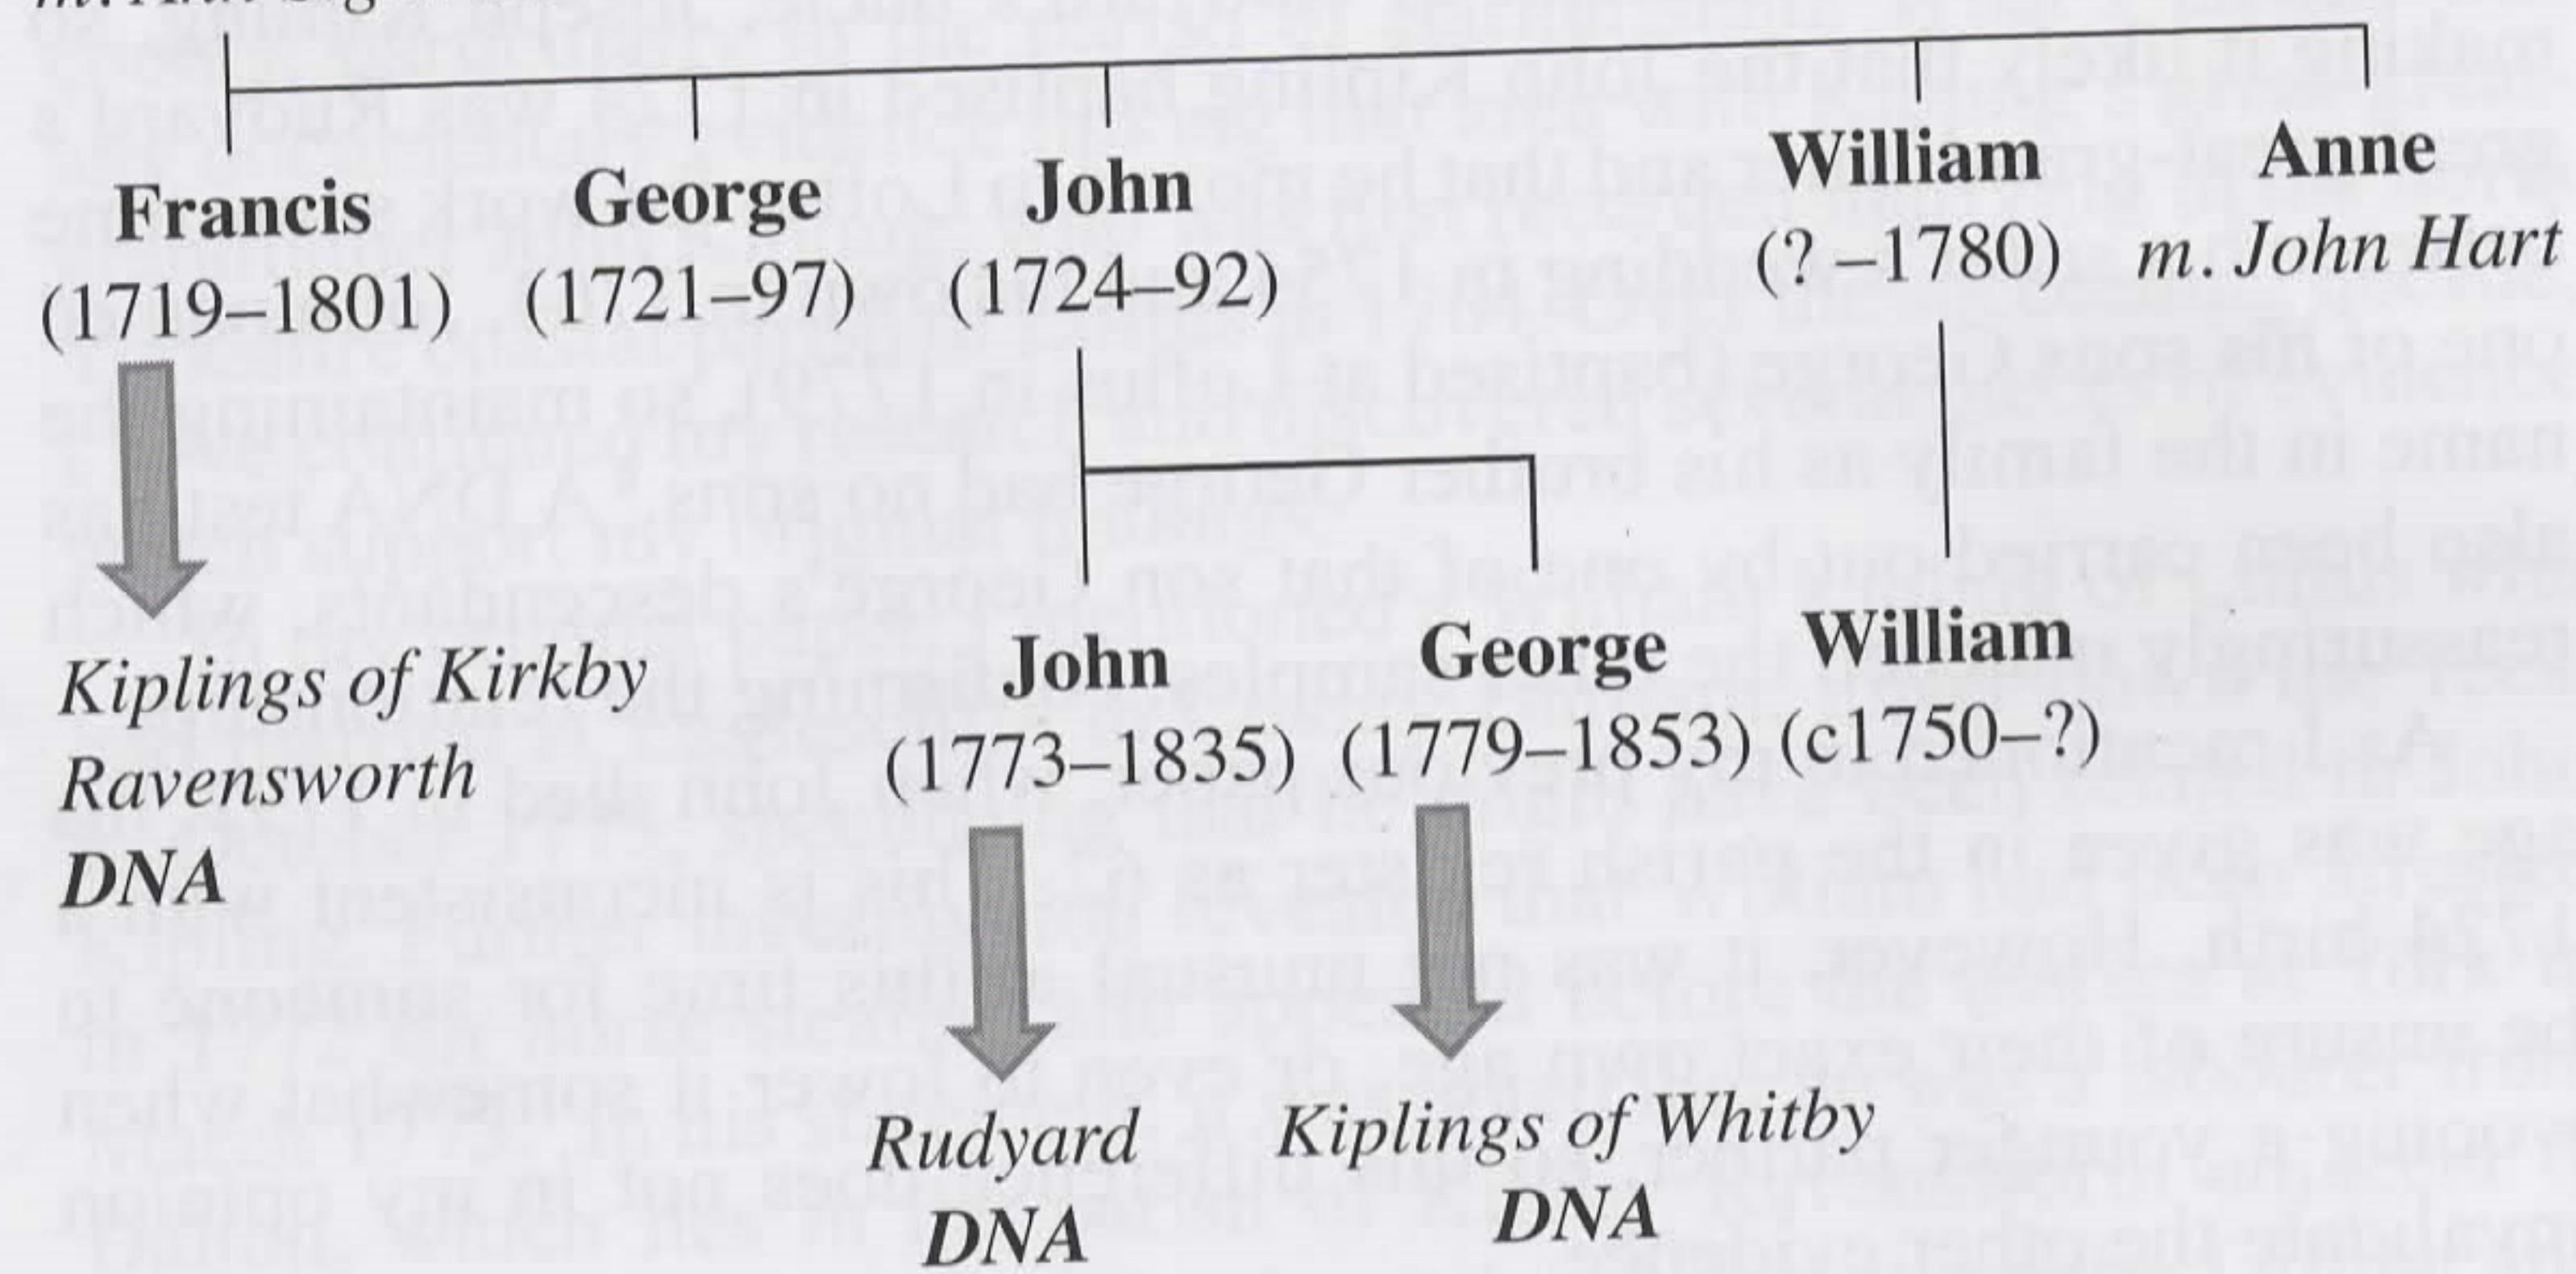 Francis George John William Anne
(1719–1801) (1721–97) (1724–92) (? –1780) m. John Hart
John George William
(1773–1835) (1779–1853) (c1750–?)
Kiplings of Kirkby
Ravensworth
DNA
Rudyard Kiplings of Whitby
DNA DNA